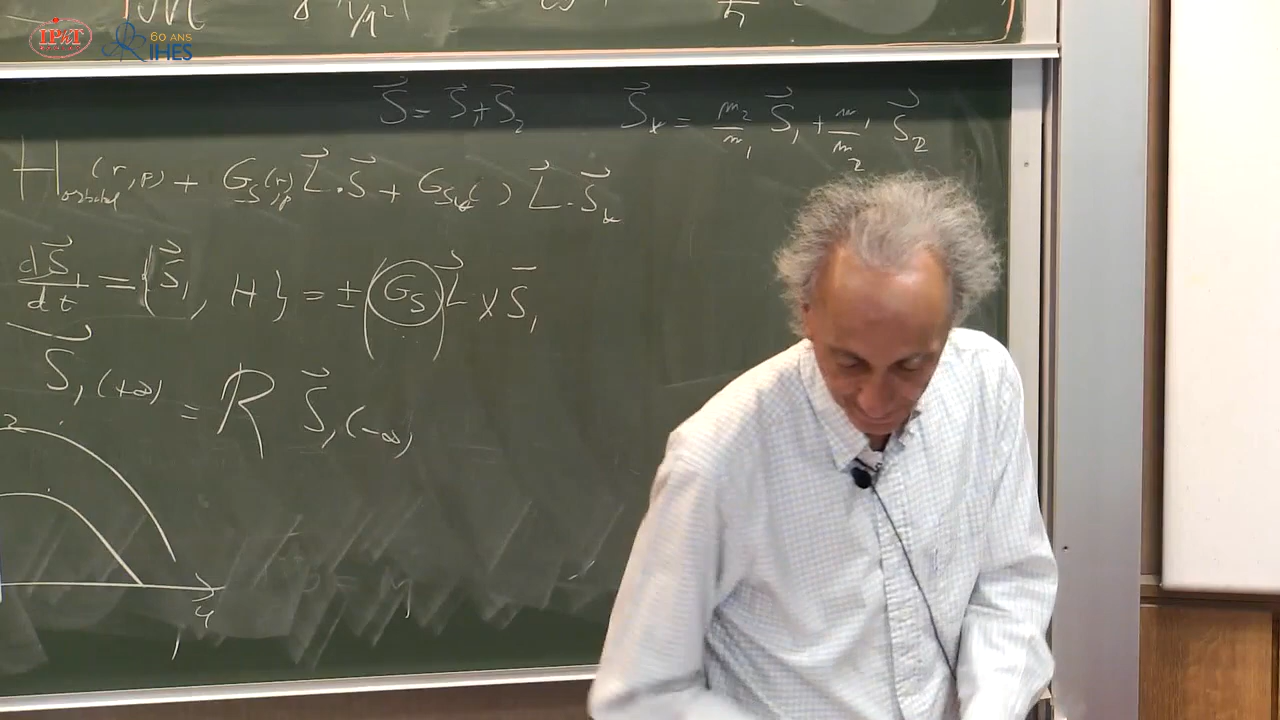 IPhT 60 ANS IHES
S⃗ = S⃗₁ + S⃗₂   S⃗_* = m₂/m₁ S⃗₁ + m₁/m₂ S⃗₂
H_orbital (r,p) + G_S (r,p) L⃗ · S⃗ + G_S* ( ) L⃗ · S⃗_*
dS⃗₁/dt = {S⃗₁, H} = ± (G_S) L⃗ × S⃗₁
S⃗₁(+∞) = R S⃗₁(−∞)